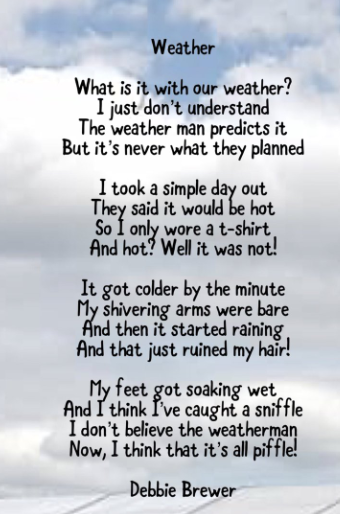 Weather
What is it with our weather?
I just don't understand
The weather man predicts it
But it's never what they planned
I took a simple day out
They said it would be hot
So I only wore a t-shirt
And hot? Well it was not!
It got colder by the minute
My shivering arms were bare
And then it started raining
And that just ruined my hair!
My feet got soaking wet
And I think I've caught a sniffle
I don't believe the weatherman
Now, I think that it's all piffle!
Debbie Brewer